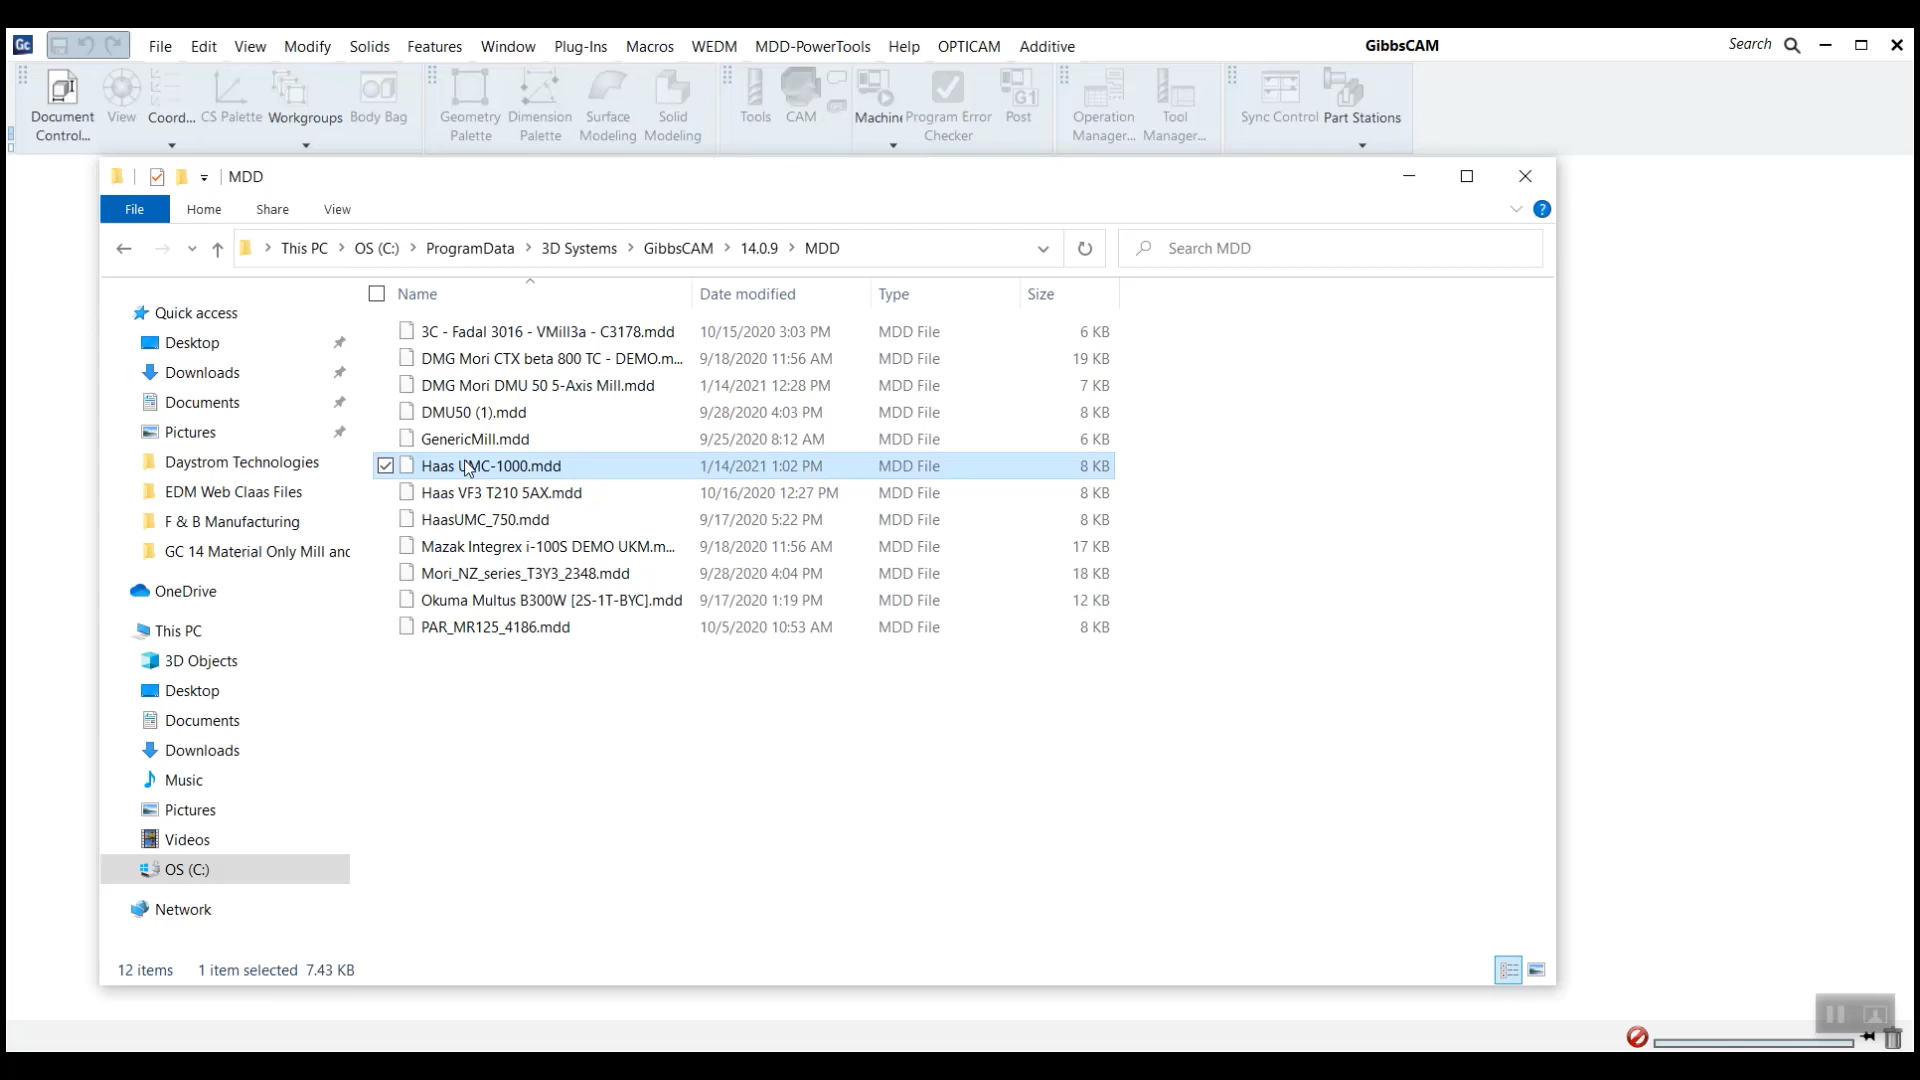 Gc File Edit View Modify Solids Features Window Plug-Ins Macros WEDM MDD-PowerTools Help OPTICAM Additive GibbsCAM Search
Document Control...
View
Coord...
CS Palette
Workgroups
Body Bag
Geometry Palette
Dimension Palette
Surface Modeling
Solid Modeling
Tools
CAM
Machine
Program Error Checker
G1
Post
Operation Manager...
Tool Manager...
Sync Control
Part Stations
MDD
File Home Share View ?
This PC > OS (C:) > ProgramData > 3D Systems > GibbsCAM > 14.0.9 > MDD
Search MDD
Quick access
Desktop
Downloads
Documents
Pictures
Daystrom Technologies
EDM Web Claas Files
F & B Manufacturing
GC 14 Material Only Mill anc
OneDrive
This PC
3D Objects
Desktop
Documents
Downloads
Music
Pictures
Videos
OS (C:)
Network
Name Date modified Type Size
3C - Fadal 3016 - VMill3a - C3178.mdd 10/15/2020 3:03 PM MDD File 6 KB
DMG Mori CTX beta 800 TC - DEMO.m... 9/18/2020 11:56 AM MDD File 19 KB
DMG Mori DMU 50 5-Axis Mill.mdd 1/14/2021 12:28 PM MDD File 7 KB
DMU50 (1).mdd 9/28/2020 4:03 PM MDD File 8 KB
GenericMill.mdd 9/25/2020 8:12 AM MDD File 6 KB
Haas UMC-1000.mdd 1/14/2021 1:02 PM MDD File 8 KB
Haas VF3 T210 5AX.mdd 10/16/2020 12:27 PM MDD File 8 KB
HaasUMC_750.mdd 9/17/2020 5:22 PM MDD File 8 KB
Mazak Integrex i-100S DEMO UKM.m... 9/18/2020 11:56 AM MDD File 17 KB
Mori_NZ_series_T3Y3_2348.mdd 9/28/2020 4:04 PM MDD File 18 KB
Okuma Multus B300W [2S-1T-BYC].mdd 9/17/2020 1:19 PM MDD File 12 KB
PAR_MR125_4186.mdd 10/5/2020 10:53 AM MDD File 8 KB
12 items 1 item selected 7.43 KB